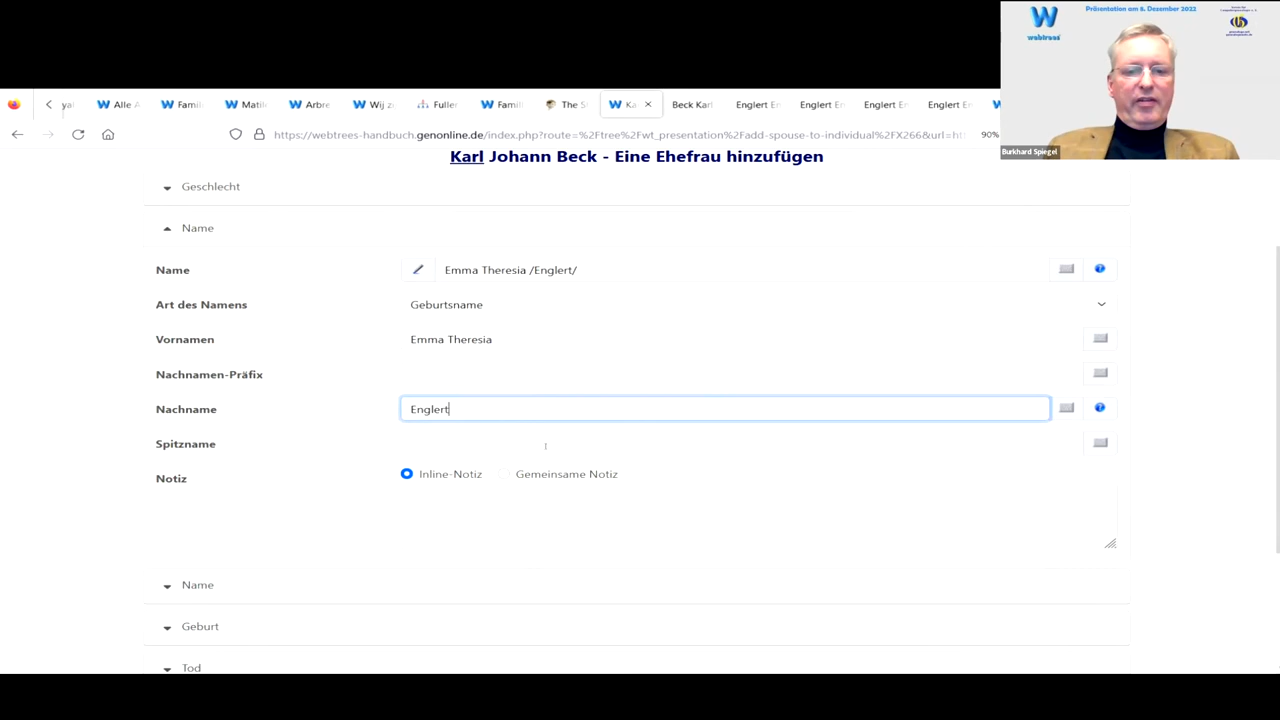 Präsentation am 8. Dezember 2022
webtrees
Burkhard Spiegel
Alle A
Famil
Matil
Arbre
Wij z
Fuller
Famil
The S
Ka
Beck Karl
Englert E
Englert E
Englert E
Englert E
https://webtrees-handbuch.genonline.de/index.php?route=%2Ftree%2Fwt_presentation%2Fadd-spouse-to-individual%2FX266&url=ht
90%
Karl Johann Beck - Eine Ehefrau hinzufügen
Geschlecht
Name
Name Emma Theresia /Englert/
Art des Namens Geburtsname
Vornamen Emma Theresia
Nachnamen-Präfix
Nachname Englert
Spitzname
Notiz Inline-Notiz Gemeinsame Notiz
Name
Geburt
Tod